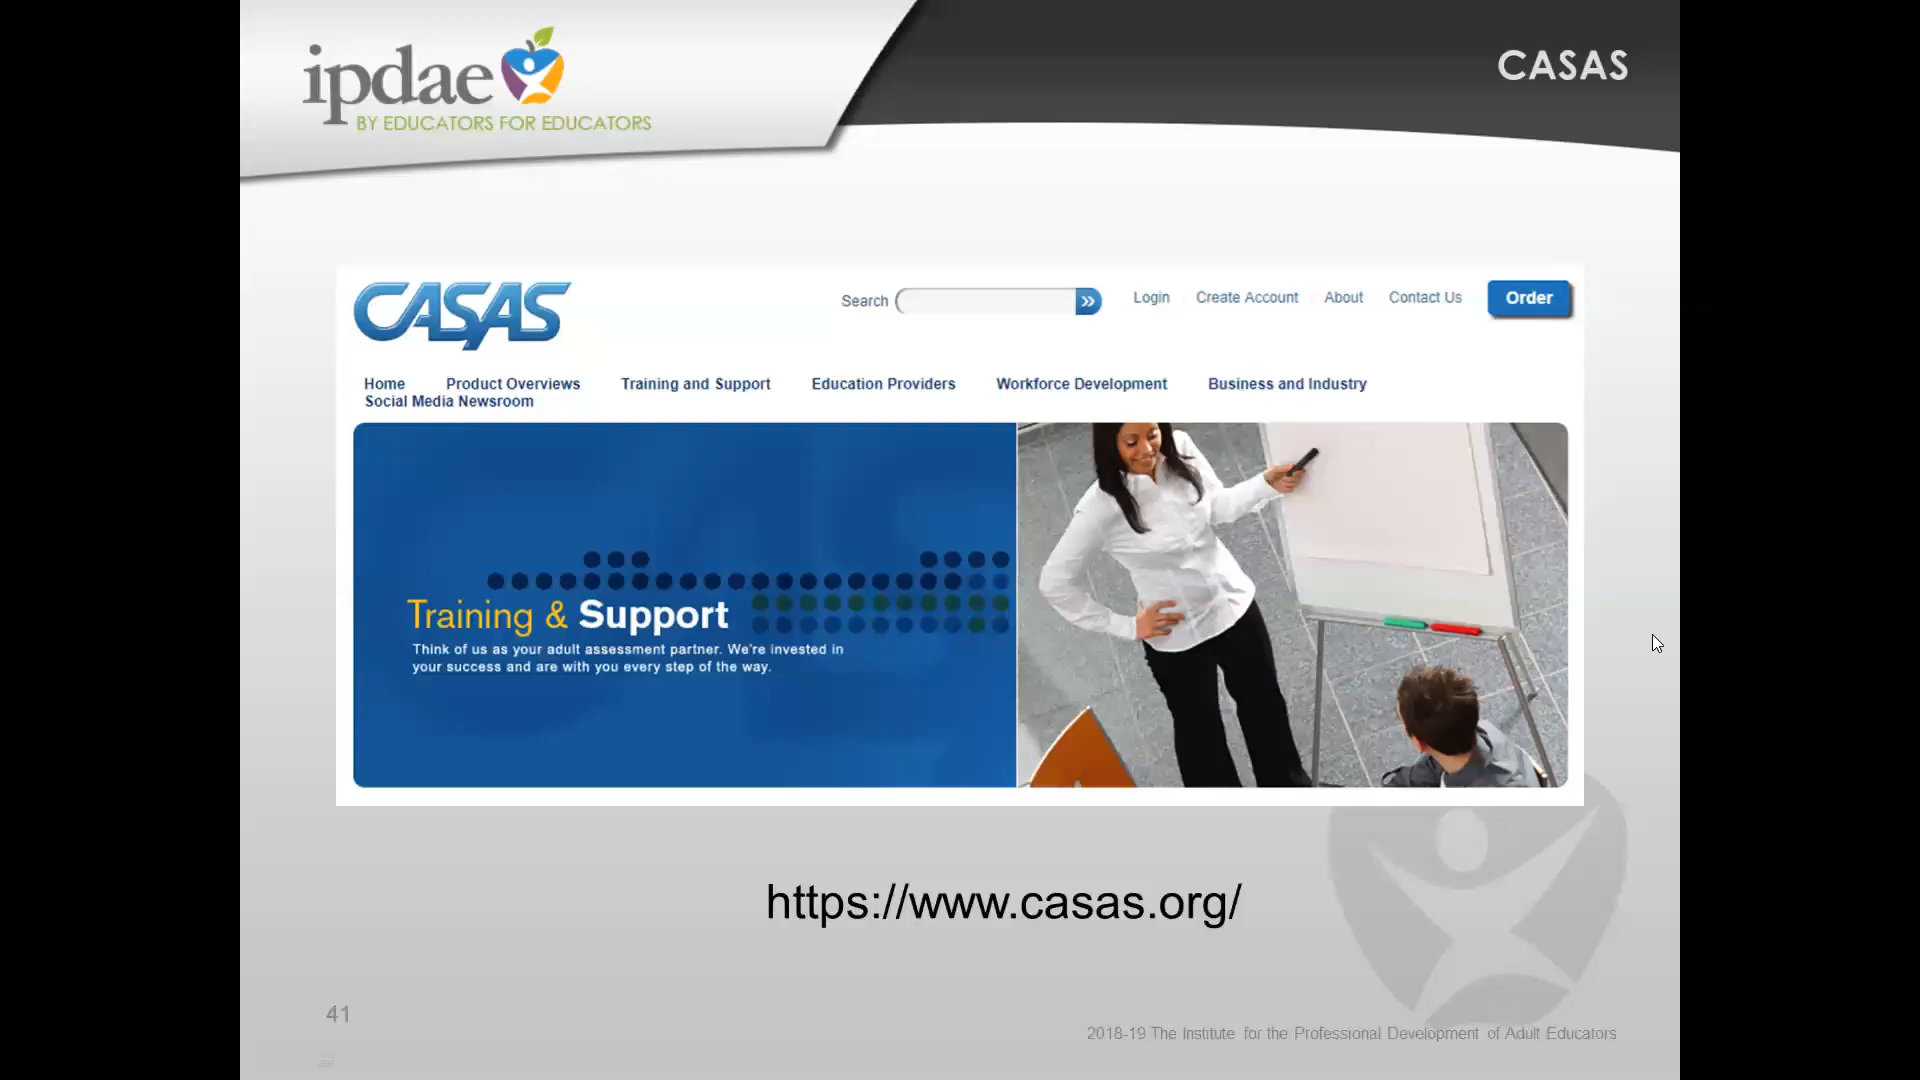 ipdae
BY EDUCATORS FOR EDUCATORS
CASAS
CASAS
Search
Login Create Account About Contact Us Order
Home Product Overviews Training and Support Education Providers Workforce Development Business and Industry
Social Media Newsroom
Training & Support
Think of us as your adult assessment partner. We're invested in
your success and are with you every step of the way.
https://www.casas.org/
41
2018-19 The Institute for the Professional Development of Adult Educators